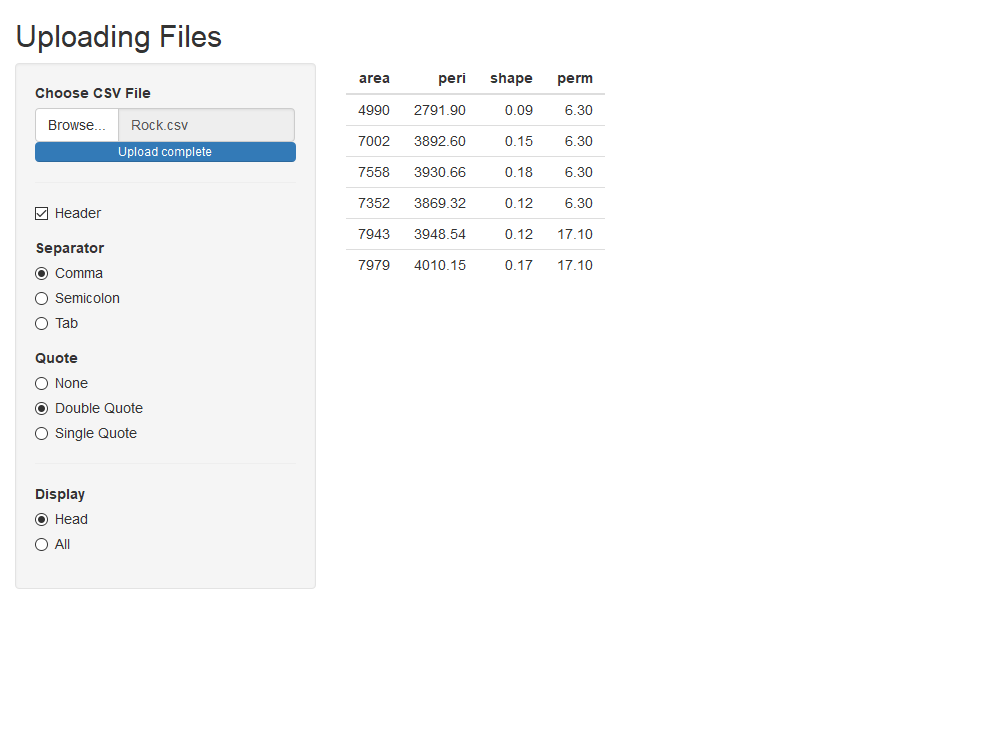 Uploading Files
Choose CSV File
Browse... Rock.csv
Upload complete
Header
Separator
Comma
Semicolon
Tab
Quote
None
Double Quote
Single Quote
Display
Head
All
area peri shape perm
4990 2791.90 0.09 6.30
7002 3892.60 0.15 6.30
7558 3930.66 0.18 6.30
7352 3869.32 0.12 6.30
7943 3948.54 0.12 17.10
7979 4010.15 0.17 17.10